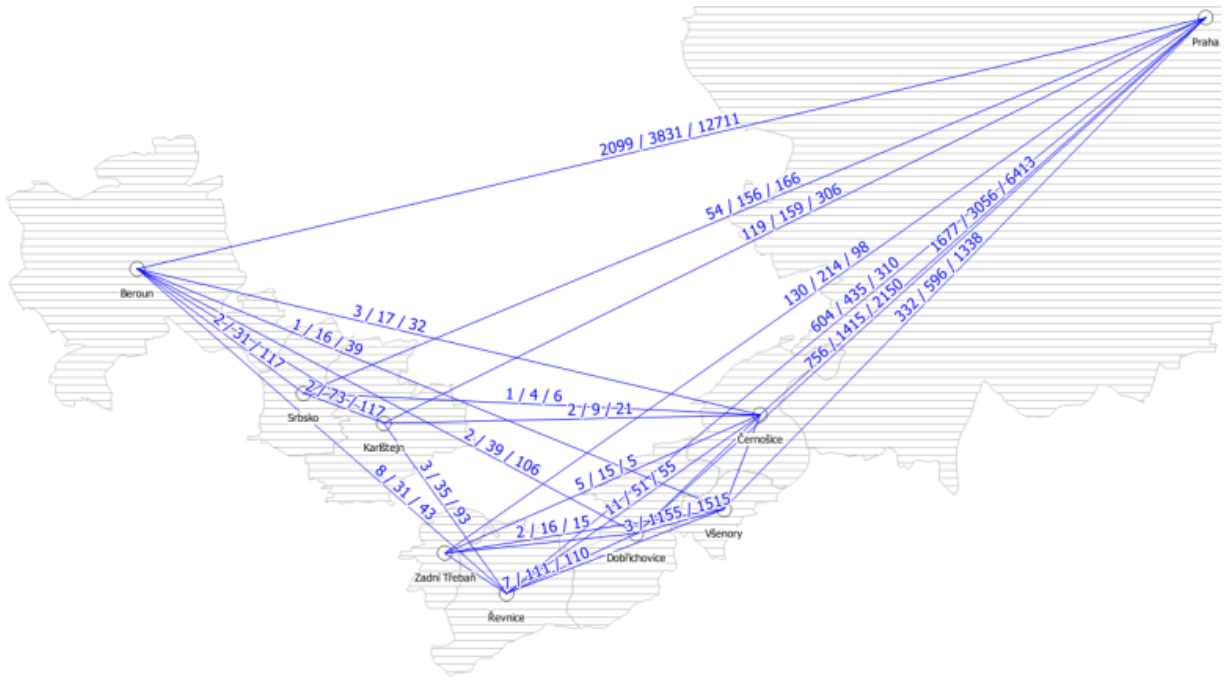 Praha
2099 / 3831 / 12711
54 / 156 / 166
119 / 159 / 306
1677 / 3056 / 6413
130 / 214 / 98
332 / 596 / 1338
604 / 435 / 310
756 / 1415 / 2150
Beroun
3 / 17 / 32
1 / 16 / 39
2 / 31 / 117
2 / 73 / 117
1 / 4 / 6
2 / 9 / 21
Srbsko
Karlštejn
Černošice
2 / 39 / 106
3 / 35 / 93
8 / 31 / 43
5 / 15 / 5
11 / 51 / 55
3 / 1155 / 1515
2 / 16 / 15
Všenory
Dobřichovice
Zadní Třebaň
7 / 111 / 110
Řevnice